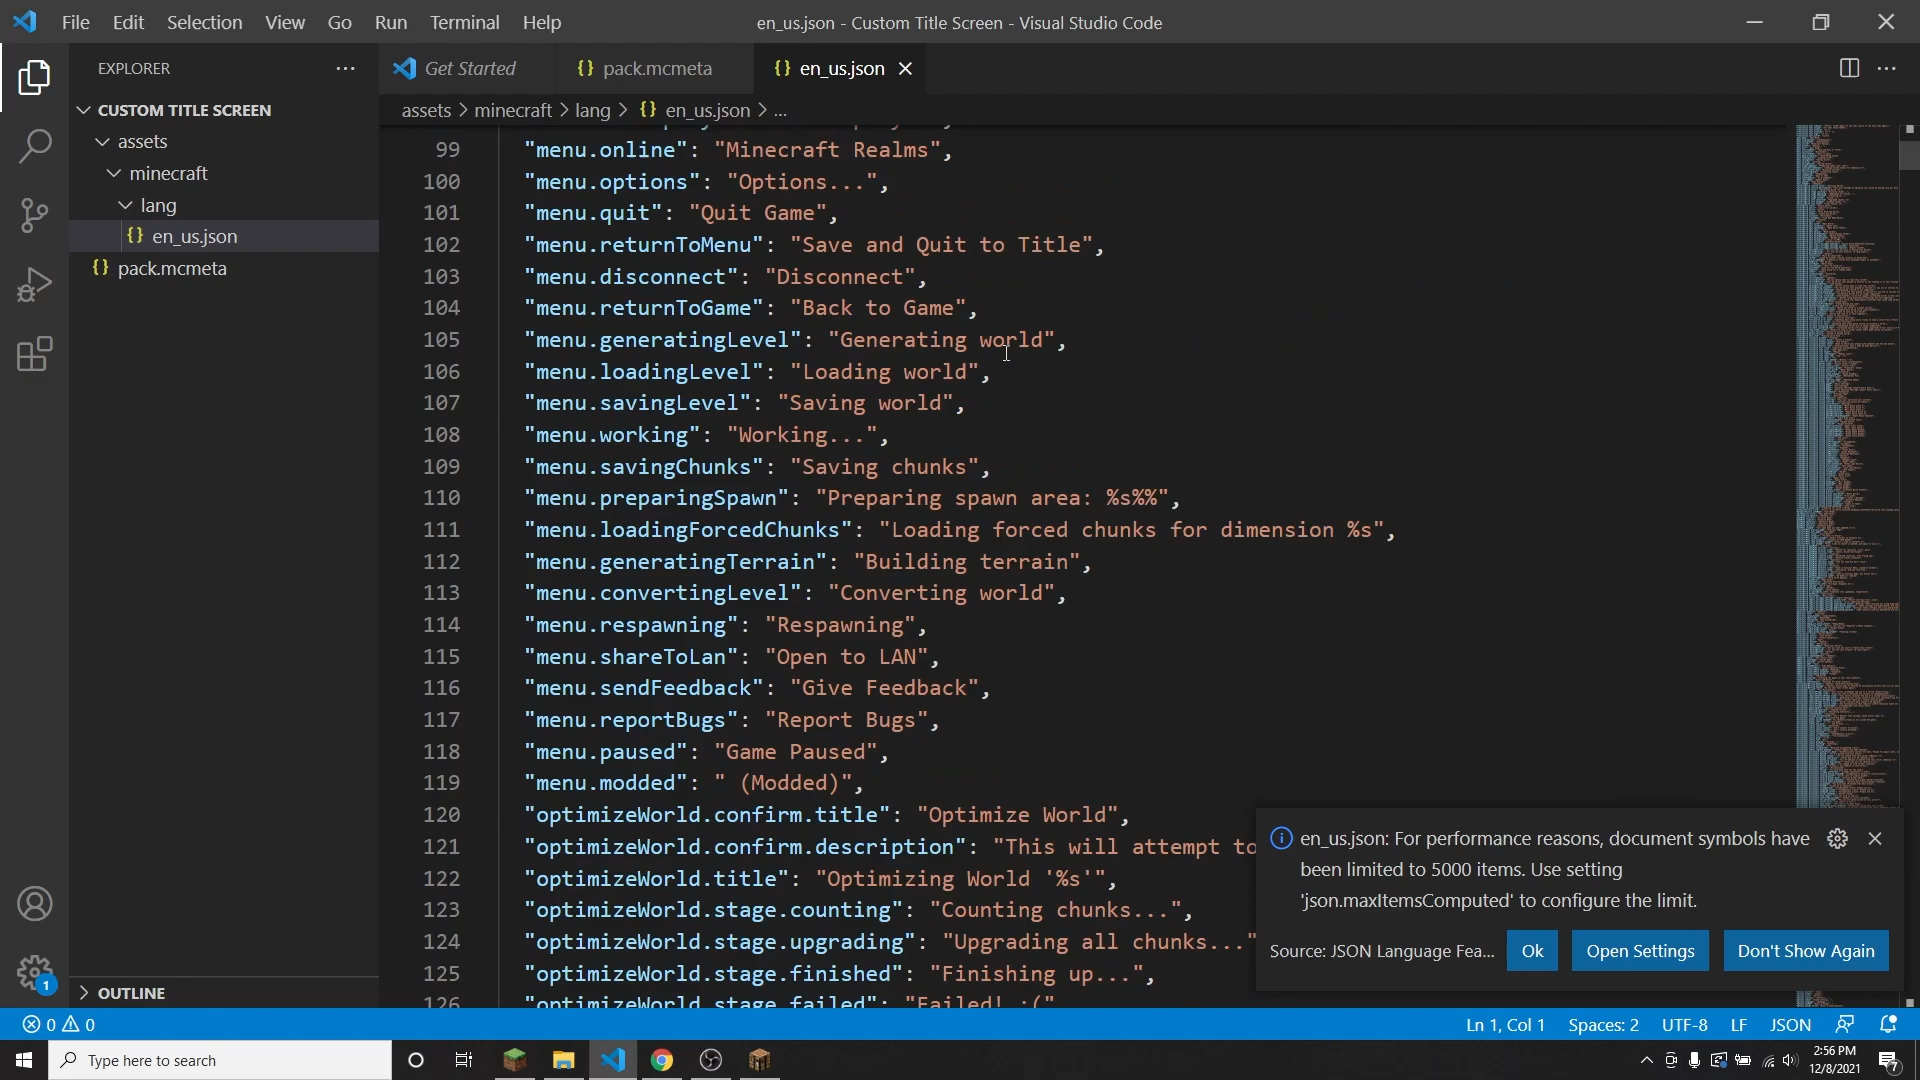 File Edit Selection View Go Run Terminal Help
en_us.json - Custom Title Screen - Visual Studio Code
EXPLORER
Get Started
{} pack.mcmeta
{} en_us.json
CUSTOM TITLE SCREEN
assets
minecraft
lang
{} en_us.json
{} pack.mcmeta
OUTLINE
assets > minecraft > lang > {} en_us.json > ...
99 "menu.online": "Minecraft Realms",
100 "menu.options": "Options...",
101 "menu.quit": "Quit Game",
102 "menu.returnToMenu": "Save and Quit to Title",
103 "menu.disconnect": "Disconnect",
104 "menu.returnToGame": "Back to Game",
105 "menu.generatingLevel": "Generating world",
106 "menu.loadingLevel": "Loading world",
107 "menu.savingLevel": "Saving world",
108 "menu.working": "Working...",
109 "menu.savingChunks": "Saving chunks",
110 "menu.preparingSpawn": "Preparing spawn area: %s%%",
111 "menu.loadingForcedChunks": "Loading forced chunks for dimension %s",
112 "menu.generatingTerrain": "Building terrain",
113 "menu.convertingLevel": "Converting world",
114 "menu.respawning": "Respawning",
115 "menu.shareToLan": "Open to LAN",
116 "menu.sendFeedback": "Give Feedback",
117 "menu.reportBugs": "Report Bugs",
118 "menu.paused": "Game Paused",
119 "menu.modded": " (Modded)",
120 "optimizeWorld.confirm.title": "Optimize World",
121 "optimizeWorld.confirm.description": "This will attempt to
122 "optimizeWorld.title": "Optimizing World '%s'",
123 "optimizeWorld.stage.counting": "Counting chunks...",
124 "optimizeWorld.stage.upgrading": "Upgrading all chunks..."
125 "optimizeWorld.stage.finished": "Finishing up...",
126 "optimizeWorld.stage.failed": "Failed! :("
en_us.json: For performance reasons, document symbols have
been limited to 5000 items. Use setting
'json.maxItemsComputed' to configure the limit.
Source: JSON Language Fea...
Ok
Open Settings
Don't Show Again
1
0 0
Ln 1, Col 1 Spaces: 2 UTF-8 LF JSON
Type here to search
2:56 PM
12/8/2021
7